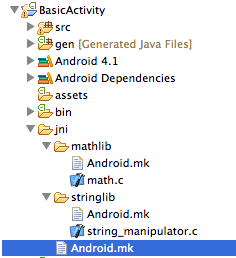 BasicActivity
src
gen [Generated Java Files]
Android 4.1
Android Dependencies
assets
bin
jni
mathlib
Android.mk
math.c
stringlib
Android.mk
string_manipulator.c
Android.mk